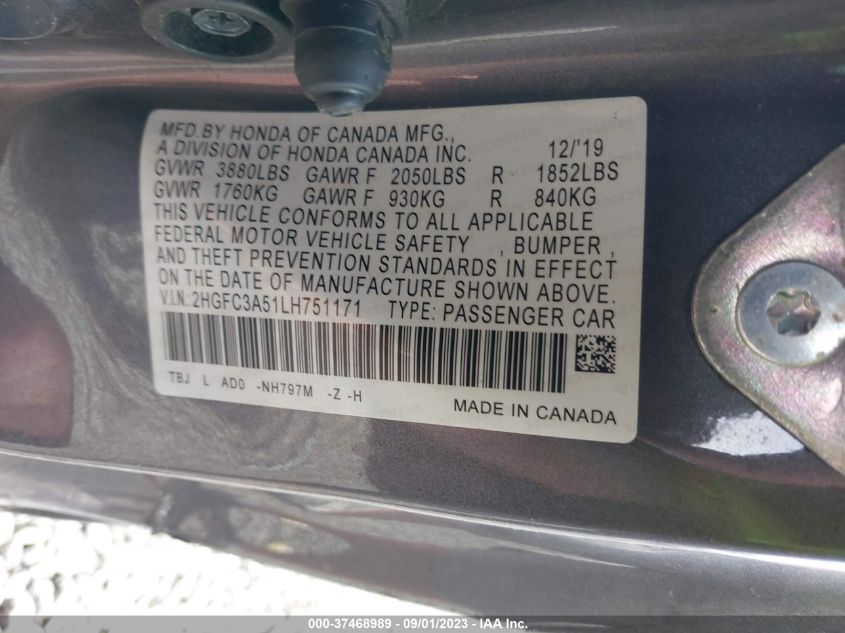 MFD.BY HONDA OF CANADA MFG.,
A DIVISION OF HONDA CANADA INC. 12/'19
GVWR 3880LBS GAWR F 2050LBS R 1852LBS
GVWR 1760KG GAWR F 930KG R 840KG
THIS VEHICLE CONFORMS TO ALL APPLICABLE
FEDERAL MOTOR VEHICLE SAFETY , BUMPER ,
AND THEFT PREVENTION STANDARDS IN EFFECT
ON THE DATE OF MANUFACTURE SHOWN ABOVE.
V.I.N:2HGFC3A51LH751171 TYPE: PASSENGER CAR
TBJ L AD0 -NH797M -Z -H
MADE IN CANADA
000-37468989 - 09/01/2023 - IAA Inc.